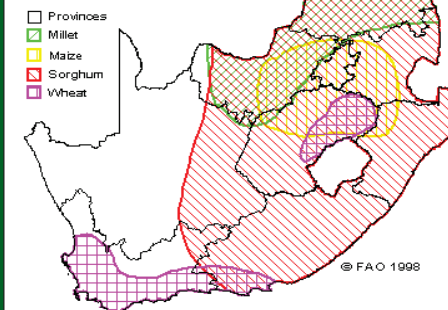 Provinces
Millet
Maize
Sorghum
Wheat
© FAO 1998